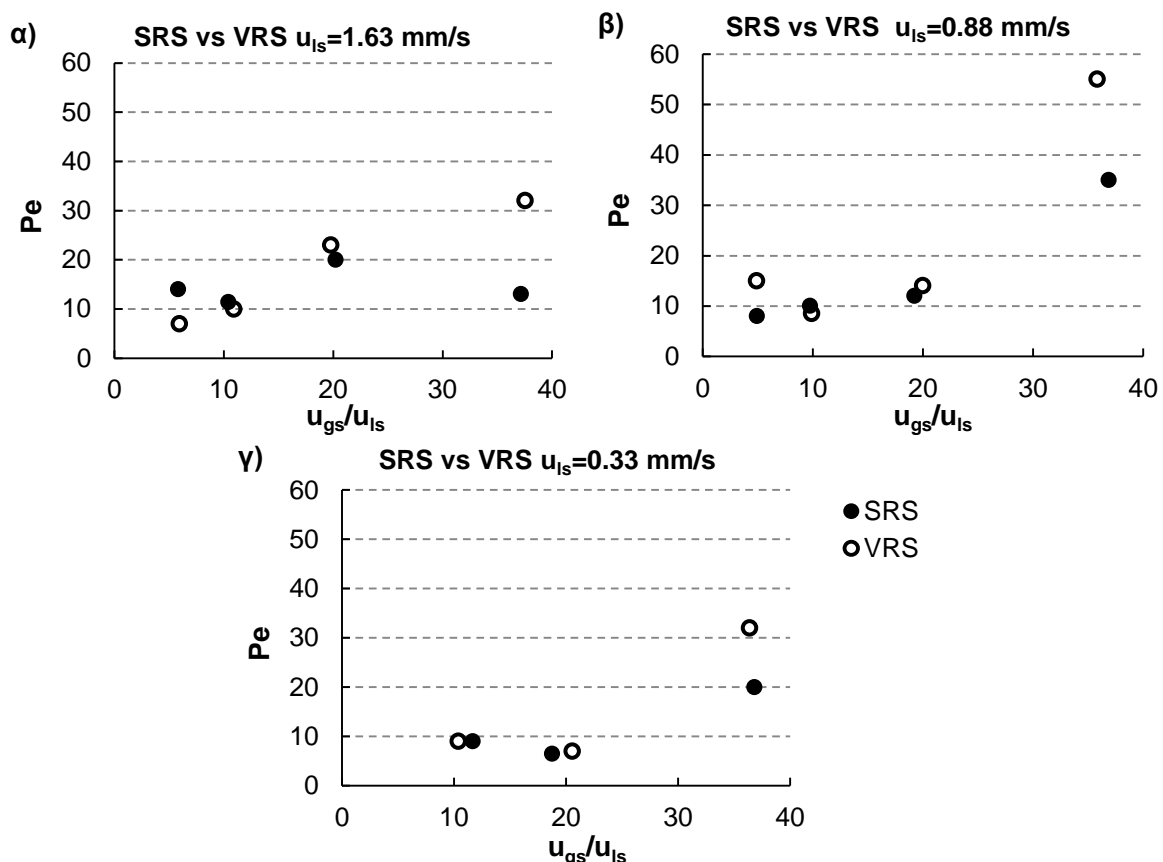 α)
SRS vs VRS u_ls=1.63 mm/s
60
50
40
30
20
10
0
Pe
0 10 20 30 40
u_gs/u_ls
β)
SRS vs VRS u_ls=0.88 mm/s
60
50
40
30
20
10
0
Pe
0 10 20 30 40
u_gs/u_ls
γ)
SRS vs VRS u_ls=0.33 mm/s
60
50
40
30
20
10
0
Pe
0 10 20 30 40
u_gs/u_ls
SRS
VRS